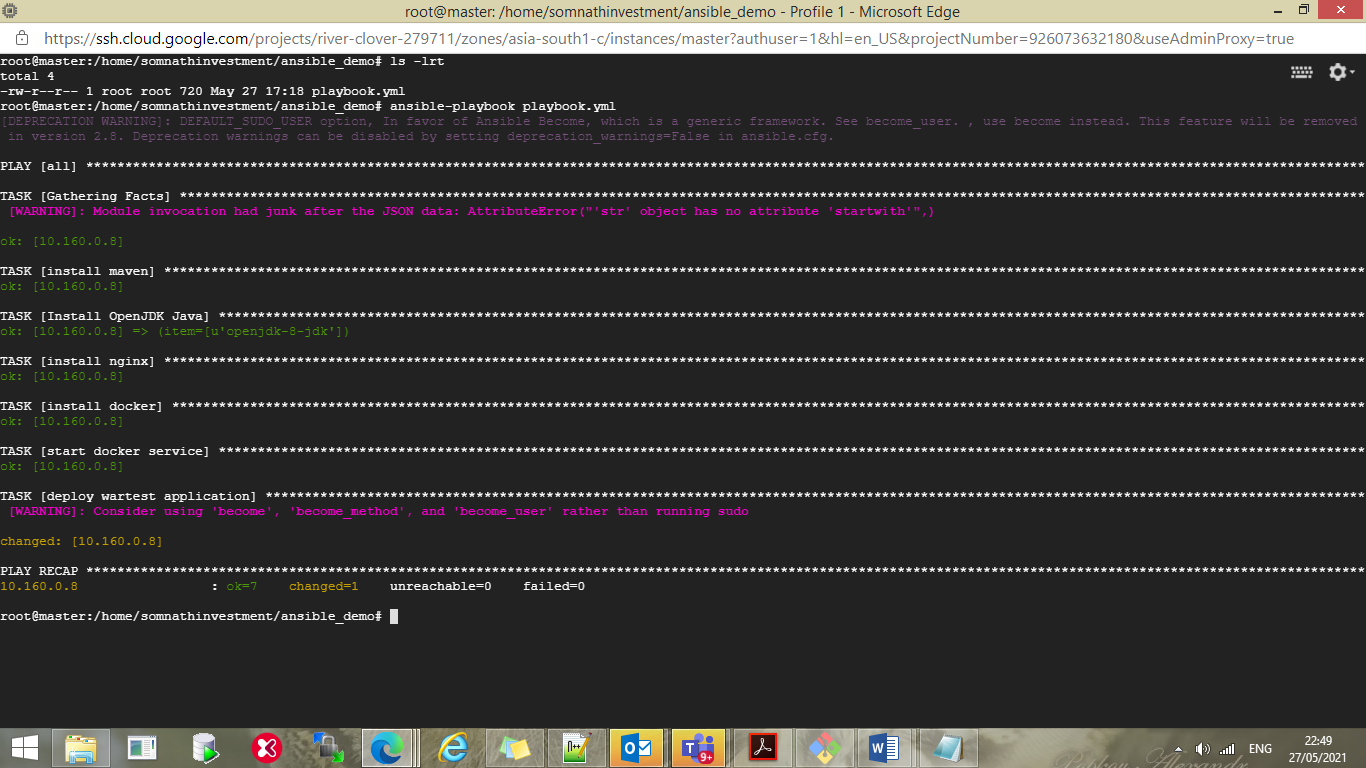 root@master: /home/somnathinvestment/ansible_demo - Profile 1 - Microsoft Edge
https://ssh.cloud.google.com/projects/river-clover-279711/zones/asia-south1-c/instances/master?authuser=1&hl=en_US&projectNumber=926073632180&useAdminProxy=true
root@master:/home/somnathinvestment/ansible_demo# ls -lrt
total 4
-rw-r--r-- 1 root root 720 May 27 17:18 playbook.yml
root@master:/home/somnathinvestment/ansible_demo# ansible-playbook playbook.yml
[DEPRECATION WARNING]: DEFAULT_SUDO_USER option, In favor of Ansible Become, which is a generic framework. See become_user. , use become instead. This feature will be removed
in version 2.8. Deprecation warnings can be disabled by setting deprecation_warnings=False in ansible.cfg.
PLAY [all] ********************************************************************************************************************************************************************
TASK [Gathering Facts] ********************************************************************************************************************************************************
[WARNING]: Module invocation had junk after the JSON data: AttributeError("'str' object has no attribute 'startwith'",)
ok: [10.160.0.8]
TASK [install maven] **********************************************************************************************************************************************************
ok: [10.160.0.8]
TASK [Install OpenJDK Java] ***************************************************************************************************************************************************
ok: [10.160.0.8] => (item=[u'openjdk-8-jdk'])
TASK [install nginx] **********************************************************************************************************************************************************
ok: [10.160.0.8]
TASK [install docker] *********************************************************************************************************************************************************
ok: [10.160.0.8]
TASK [start docker service] ***************************************************************************************************************************************************
ok: [10.160.0.8]
TASK [deploy wartest application] *********************************************************************************************************************************************
[WARNING]: Consider using 'become', 'become_method', and 'become_user' rather than running sudo
changed: [10.160.0.8]
PLAY RECAP ********************************************************************************************************************************************************************
10.160.0.8 : ok=7 changed=1 unreachable=0 failed=0
root@master:/home/somnathinvestment/ansible_demo#
9+
ENG
22:49
27/05/2021